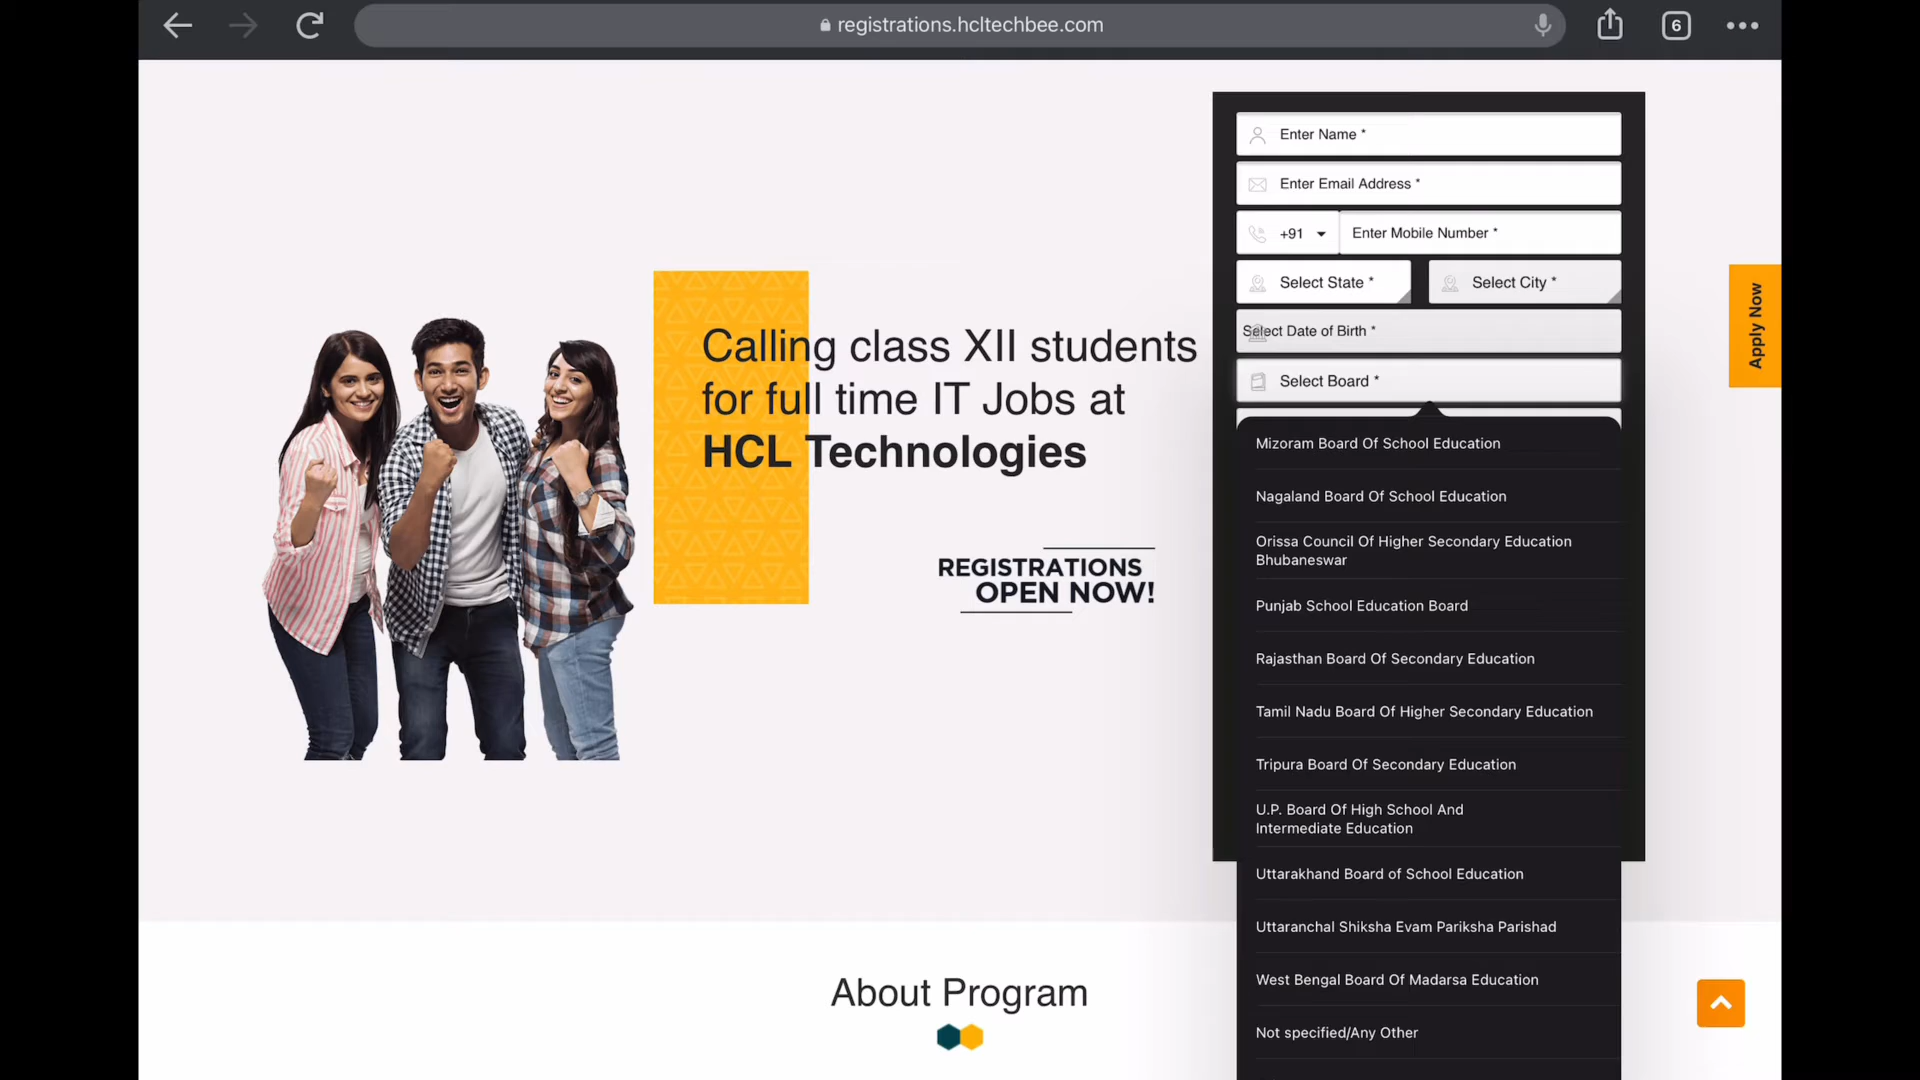 registrations.hcltechbee.com
6
Enter Name *
Enter Email Address *
+91
Enter Mobile Number *
Select State *
Select City *
Select Date of Birth *
Select Board *
Mizoram Board Of School Education
Nagaland Board Of School Education
Orissa Council Of Higher Secondary Education
Bhubaneswar
Punjab School Education Board
Rajasthan Board Of Secondary Education
Tamil Nadu Board Of Higher Secondary Education
Tripura Board Of Secondary Education
U.P. Board Of High School And
Intermediate Education
Uttarakhand Board of School Education
Uttaranchal Shiksha Evam Pariksha Parishad
West Bengal Board Of Madarsa Education
Not specified/Any Other
Calling class XII students
for full time IT Jobs at
HCL Technologies
REGISTRATIONS
OPEN NOW!
Apply Now
About Program